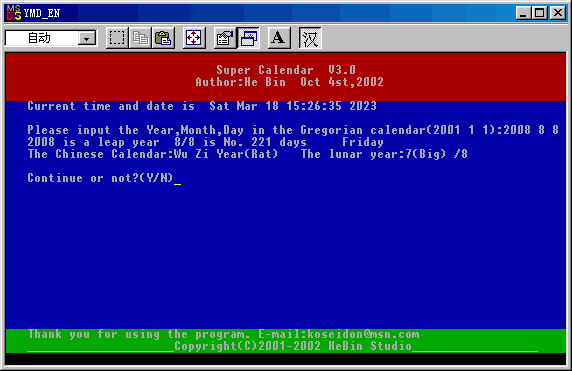 YMD_EN
自动
A 汉
Super Calendar V3.0
Author:He Bin Oct 4st,2002
Current time and date is Sat Mar 18 15:26:35 2023
Please input the Year,Month,Day in the Gregorian calendar(2001 1 1):2008 8 8
2008 is a leap year 8/8 is No. 221 days Friday
The Chinese Calendar:Wu Zi Year(Rat) The lunar year:7(Big) /8
Continue or not?(Y/N)_
Thank you for using the program. E-mail:koseidon@msn.com
_____________________Copyright(C)2001-2002 HeBin Studio__________________